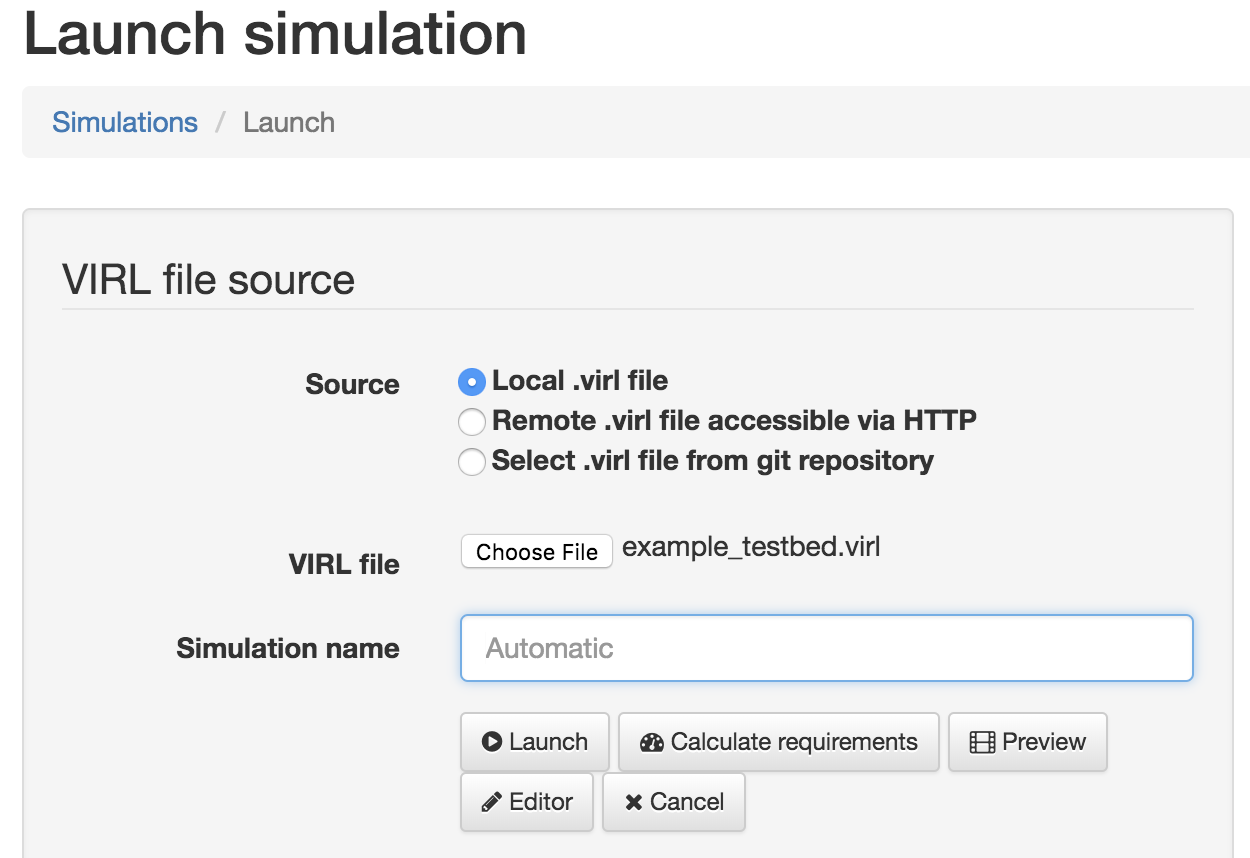 Launch simulation
Simulations / Launch
VIRL file source
Source
Local .virl file
Remote .virl file accessible via HTTP
Select .virl file from git repository
VIRL file
Choose File example_testbed.virl
Simulation name
Automatic
Launch Calculate requirements Preview
Editor Cancel